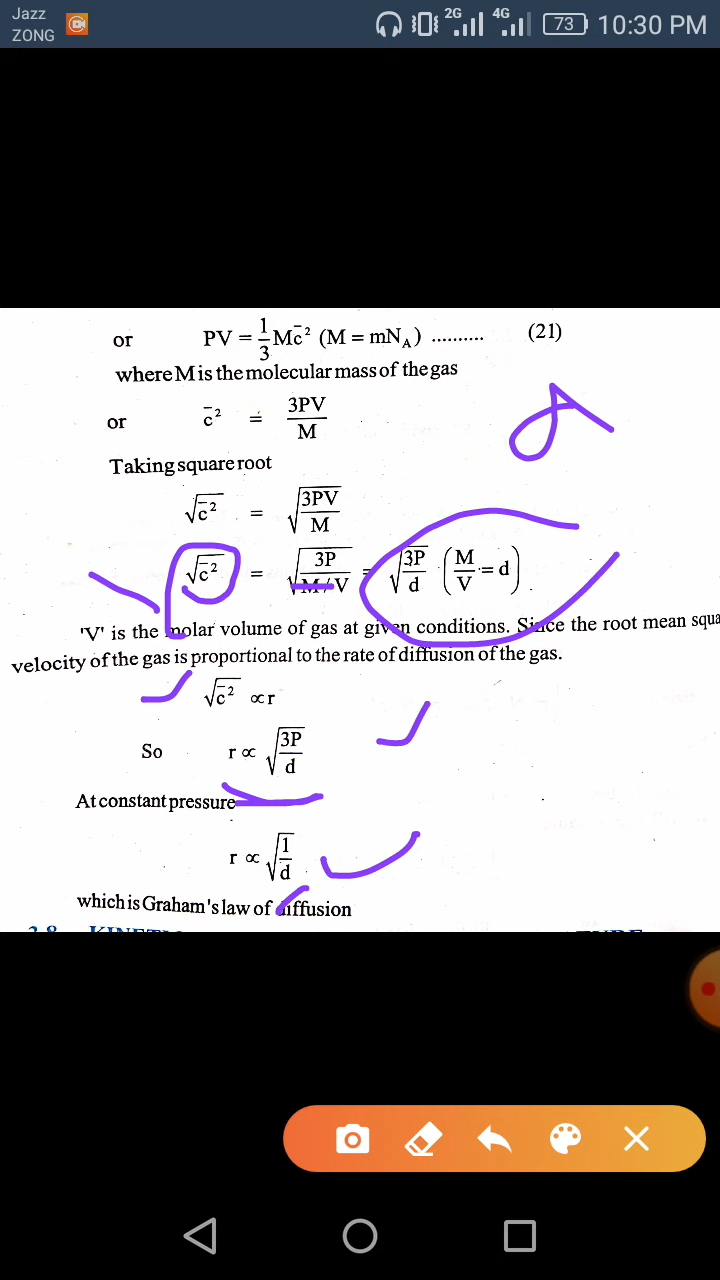 Jazz
ZONG
2G 4G 73 10:30 PM
or PV = 1/3 Mc̄² (M = mN_A) .......... (21)
where M is the molecular mass of the gas
or c̄² = 3PV/M
Taking square root
√c̄² = √(3PV/M)
√c̄² = √(3P/(M/V)) = √(3P/d) (M/V = d)
'V' is the molar volume of gas at given conditions. Since the root mean squa
velocity of the gas is proportional to the rate of diffusion of the gas.
√c̄² ∝ r
So r ∝ √(3P/d)
At constant pressure
r ∝ √(1/d)
which is Graham's law of diffusion